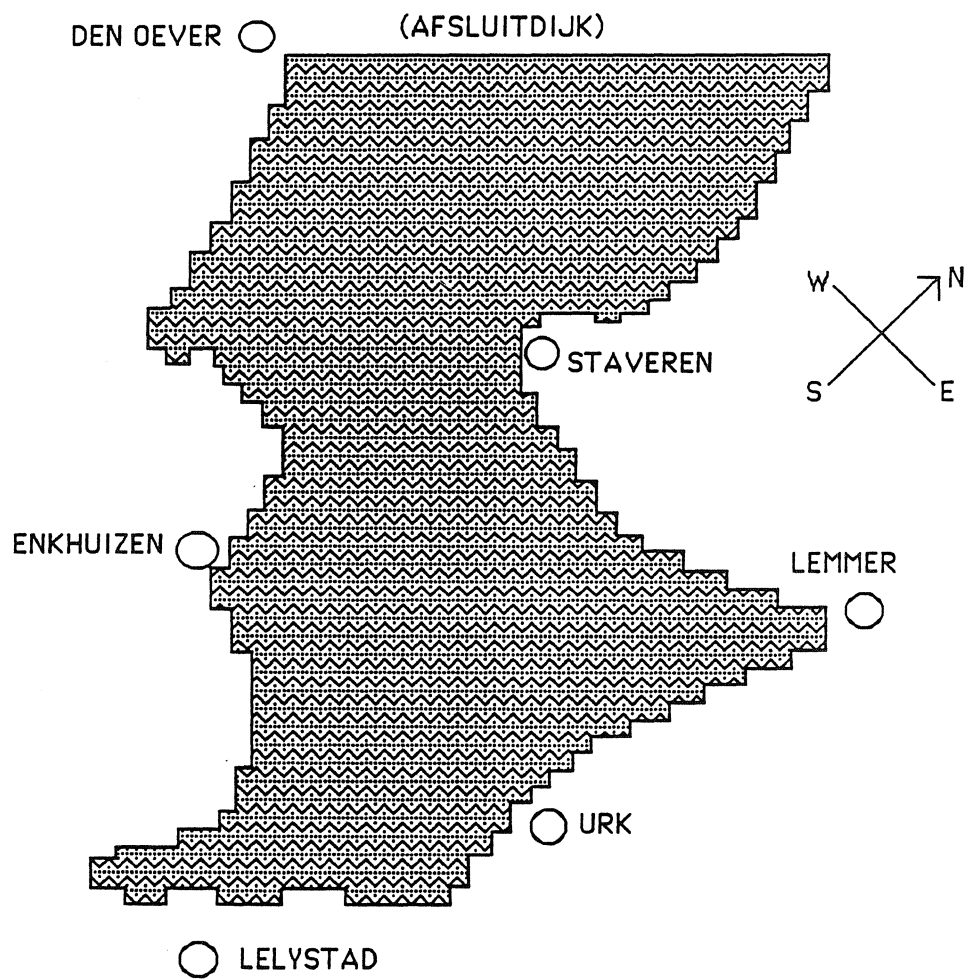 DEN OEVER
(AFSLUITDIJK)
W
N
STAVEREN
S
E
ENKHUIZEN
LEMMER
URK
LELYSTAD